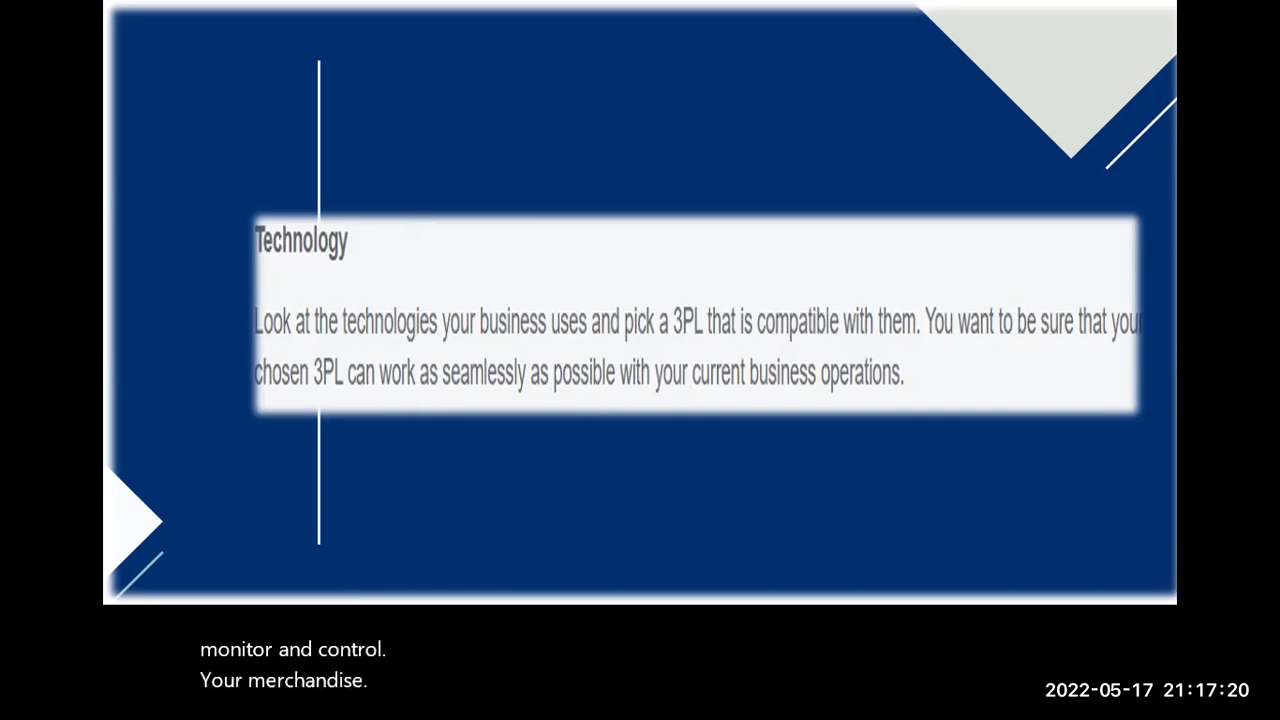 Technology
Look at the technologies your business uses and pick a 3PL that is compatible with them. You want to be sure that your
chosen 3PL can work as seamlessly as possible with your current business operations.
monitor and control.
Your merchandise.
2022-05-17 21:17:20